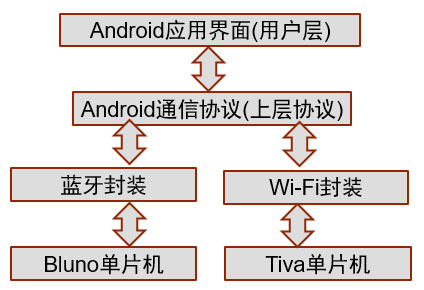 Android应用界面(用户层)
Android通信协议(上层协议)
蓝牙封装
Wi-Fi封装
Bluno单片机
Tiva单片机